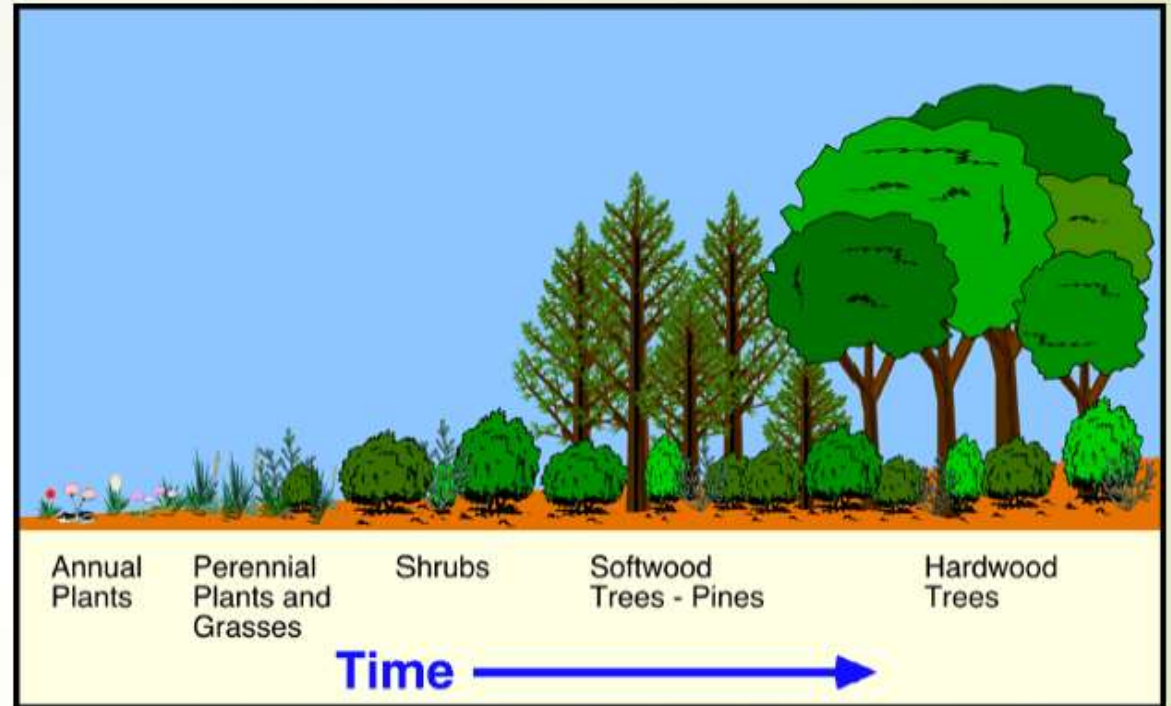 Annual
Plants
Perennial
Plants and
Grasses
Shrubs
Softwood
Trees - Pines
Hardwood
Trees
Time